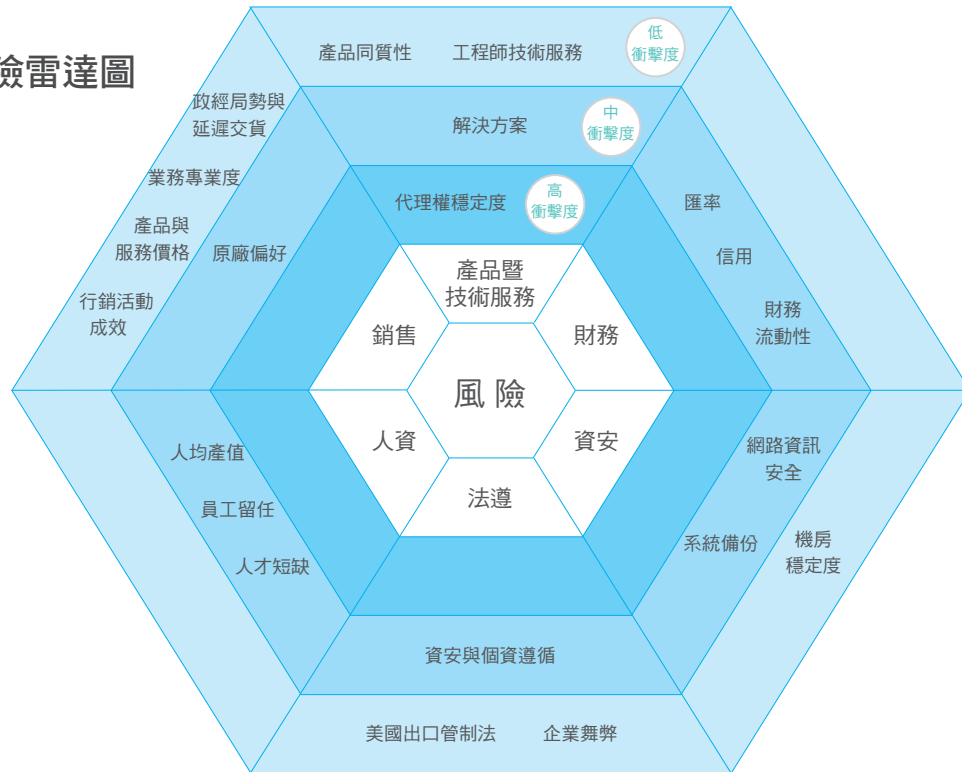 險雷達圖
產品同質性
工程師技術服務
低
衝擊度
解決方案
中
衝擊度
代理權穩定度
高
衝擊度
政經局勢與
延遲交貨
業務專業度
產品與
服務價格
行銷活動
成效
原廠偏好
匯率
信用
財務
流動性
產品暨
技術服務
銷售
財務
風險
人資
資安
法遵
人均產值
員工留任
人才短缺
網路資訊
安全
系統備份
機房
穩定度
資安與個資遵循
美國出口管制法
企業舞弊